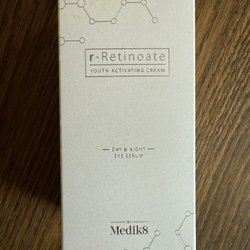 r-Retinoate
YOUTH ACTIVATING CREAM
DAY & NIGHT
EYE SERUM
BY
Medik8